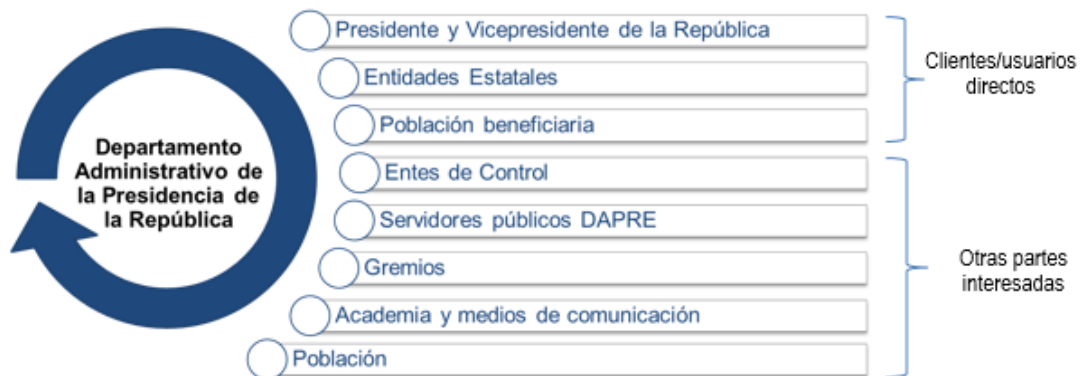 Presidente y Vicepresidente de la República
Entidades Estatales
Población beneficiaria
Clientes/usuarios
directos
Departamento
Administrativo de
la Presidencia de
la República
Entes de Control
Servidores públicos DAPRE
Gremios
Academia y medios de comunicación
Población
Otras partes
interesadas